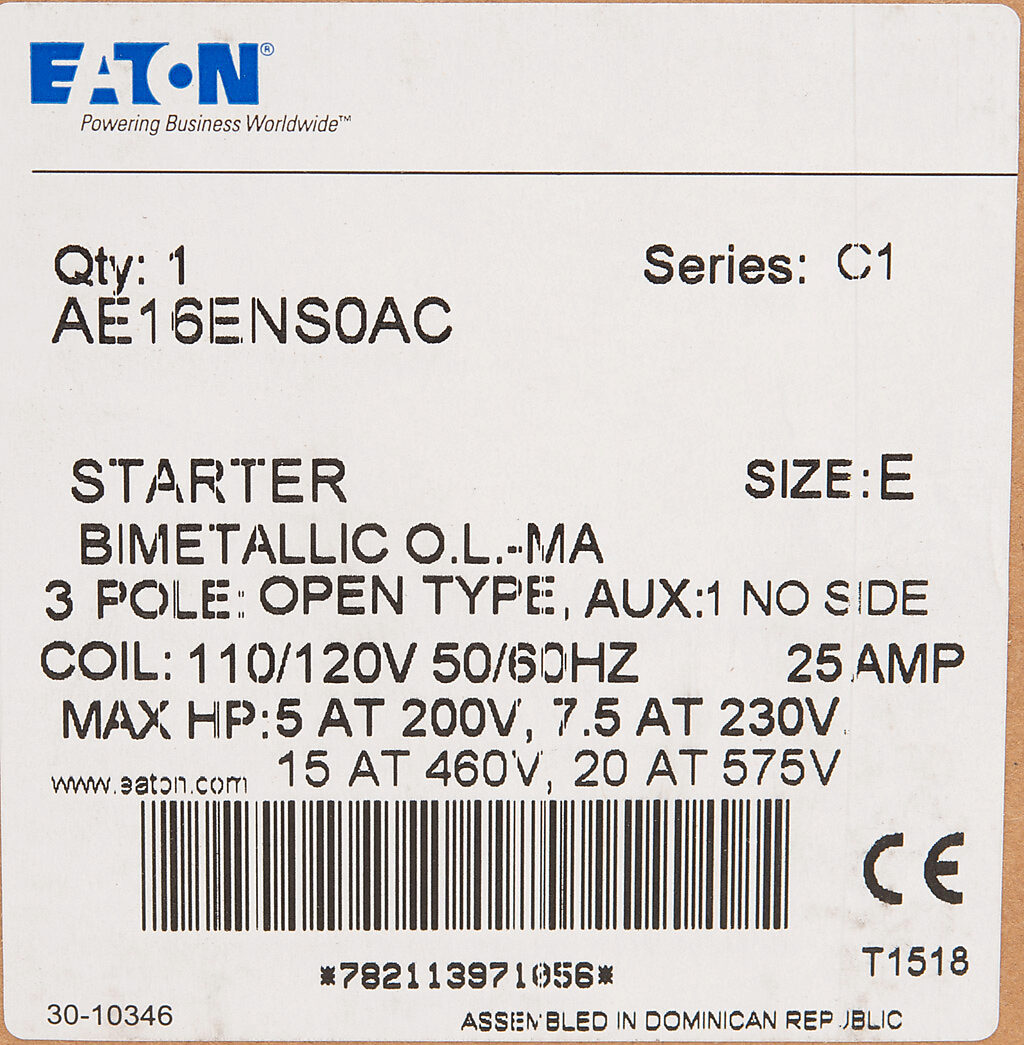 EATON®
Powering Business Worldwide™
Qty: 1 Series: C1
AE16ENS0AC
STARTER SIZE:E
BIMETALLIC O.L.-MA
3 POLE: OPEN TYPE, AUX:1 NO SIDE
COIL: 110/120V 50/60HZ 25 AMP
MAX HP:5 AT 200V, 7.5 AT 230V,
15 AT 460V, 20 AT 575V
www.eaton.com
CE
*782113971056*
T1518
30-10346
ASSEMBLED IN DOMINICAN REPUBLIC